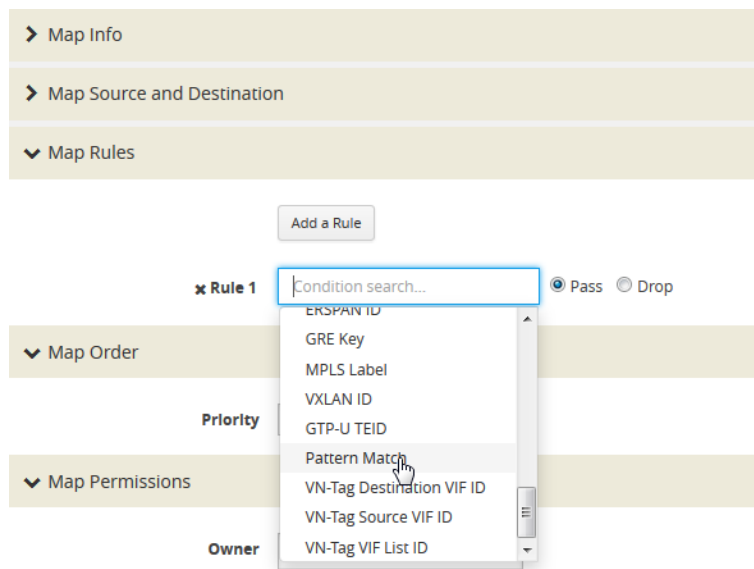 Map Info
Map Source and Destination
Map Rules
Add a Rule
Rule 1
Condition search...
Pass
Drop
ERSPAN ID
GRE Key
MPLS Label
VXLAN ID
GTP-U TEID
Pattern Match
VN-Tag Destination VIF ID
VN-Tag Source VIF ID
VN-Tag VIF List ID
Map Order
Priority
Map Permissions
Owner